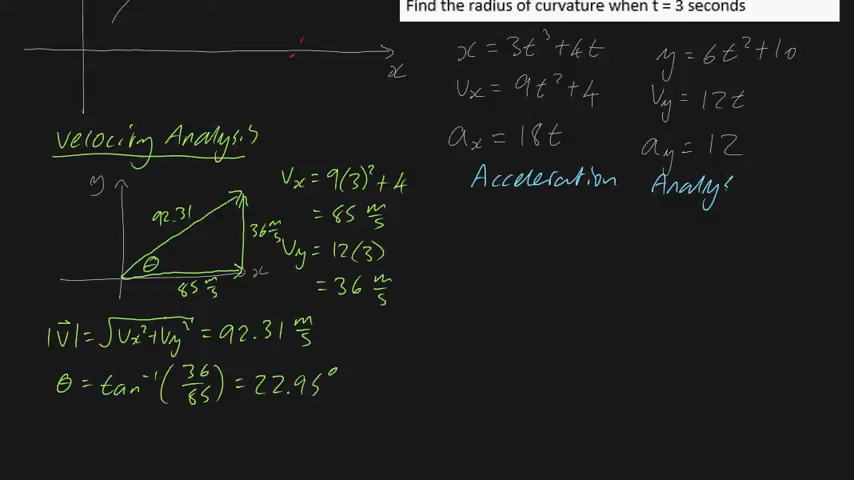 Find the radius of curvature when t = 3 seconds
x = 3t³ + 4t
y = 6t² + 10
Vx = 9t² + 4
Vy = 12t
ax = 18t
ay = 12
x
Velocity Analysis
Acceleration Analys
y
92.31
θ
36 m/s
85 m/s
x
Vx = 9(3)² + 4
= 85 m/s
Vy = 12(3)
= 36 m/s
|V⃗| = √(Vx² + Vy²) = 92.31 m/s
θ = tan⁻¹(36/85) = 22.95°